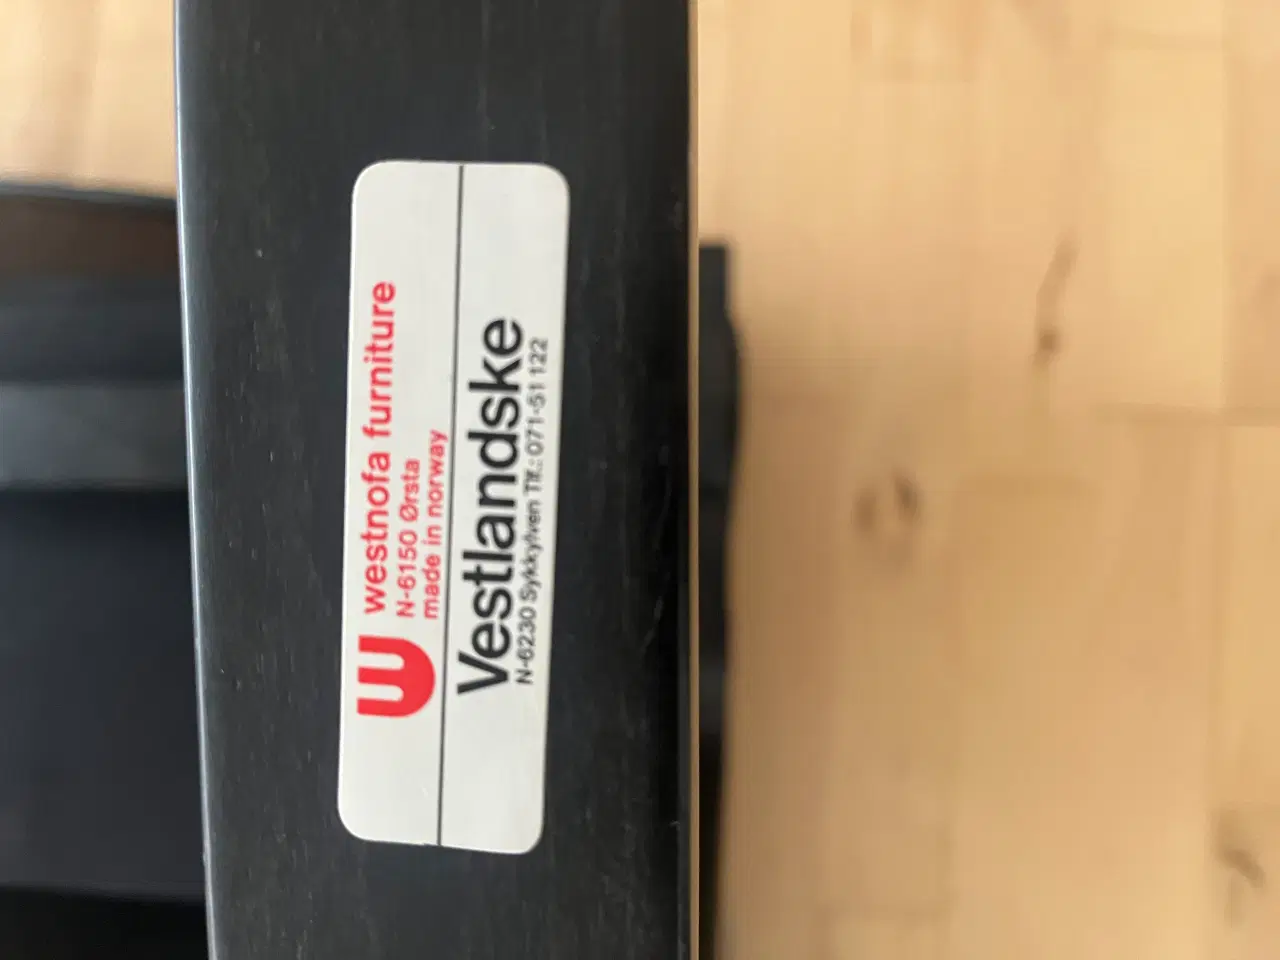 westnofa furniture
N-6150 Ørsta
made in norway
Vestlandske
N-6230 Sykkylven Tlf.: 071-51 122